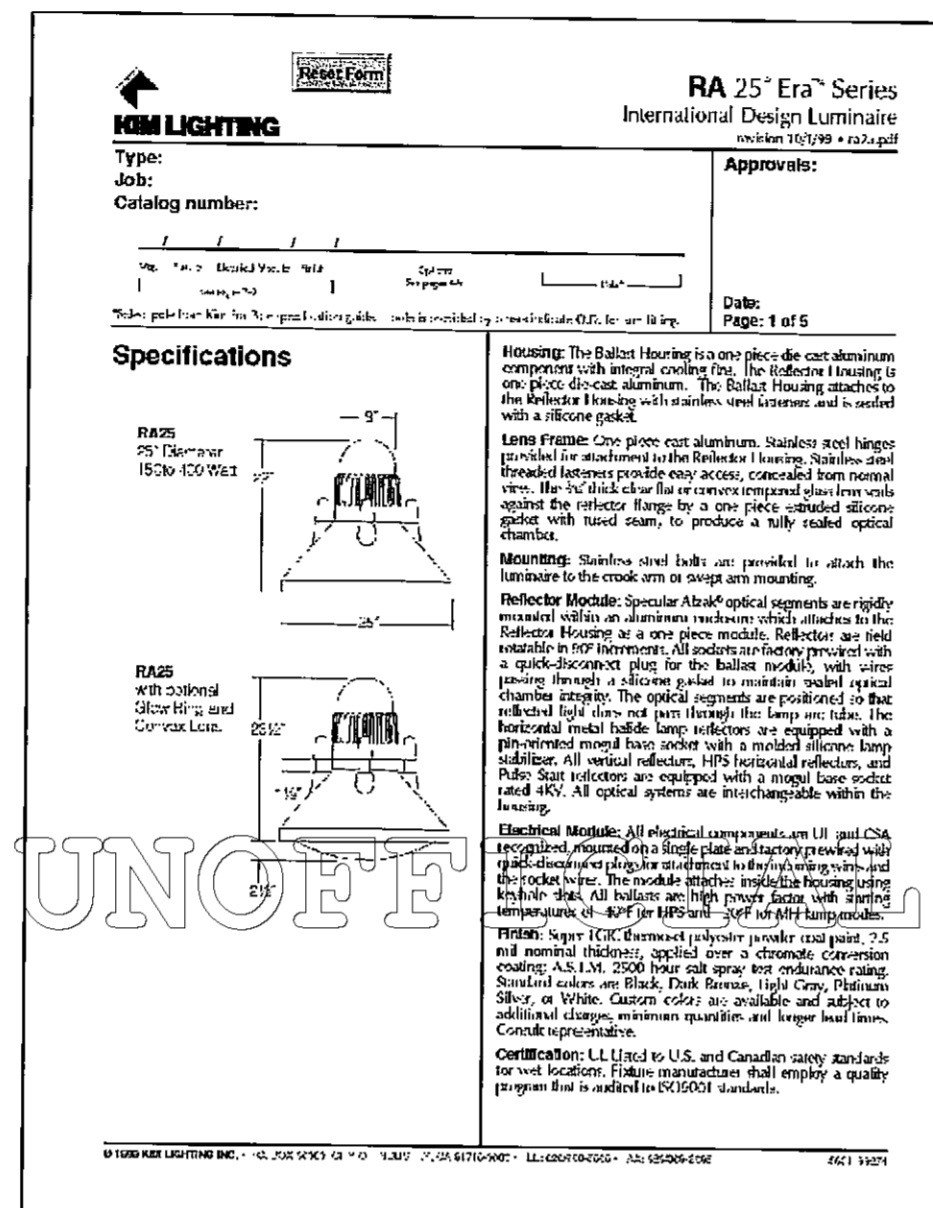 Reset Form
KIM LIGHTING
RA 25" Era™ Series
International Design Luminaire
revision 10/1/99 •
Type:
Job:
Catalog number:
Approvals:
Date:
Page: 1 of 5
Specifications
RA25
25" Diameter
150 to 400 Watt
9"
25"
RA25
with optional
Glow Ring and
Convex Lens.
2½"
Housing: The Ballast Housing is a one piece die cast aluminum
component with integral cooling fins. The Reflector Housing is
one piece die-cast aluminum. The Ballast Housing attaches to
the Reflector Housing with stainless steel fasteners and is sealed
with a silicone gasket.
Lens Frame: One piece cast aluminum. Stainless steel hinges
provided for attachment to the Reflector Housing. Stainless steel
threaded fasteners provide easy access, concealed from normal
view. The thick clear flat or convex tempered glass lens seals
against the reflector flange by a one piece extruded silicone
gasket with fused seam, to produce a fully sealed optical
chamber.
Mounting: Stainless steel bolts are provided to attach the
luminaire to the crook arm or swept arm mounting.
Reflector Module: Specular Alzak® optical segments are rigidly
mounted within an aluminum enclosure which attaches to the
Reflector Housing as a one piece module. Reflectors are field
rotatable in 90° increments. All sockets are factory prewired with
a quick-disconnect plug for the ballast module, with wires
passing through a silicone gasket to maintain sealed optical
chamber integrity. The optical segments are positioned so that
reflected light does not pass through the lamp arc tube. The
horizontal metal halide lamp reflectors are equipped with a
pin-oriented mogul base socket with a molded silicone lamp
stabilizer. All vertical reflectors, HPS horizontal reflectors, and
Pulse Start reflectors are equipped with a mogul base socket
rated 4KV. All optical systems are interchangeable within the
housing.
UNOFFICIAL
Electrical Module: All electrical components are UL and CSA
recognized, mounted on a single plate and factory prewired with
quick-disconnect plugs for attachment to the incoming wires and
the socket wires. The module attaches inside the housing using
keyhole slots. All ballasts are high power factor with starting
temperatures of -40°F for HPS and -20°F for MH lamp modes.
Finish: Super TGIC thermoset polyester powder coat paint, 2.5
mil nominal thickness, applied over a chromate conversion
coating; A.S.T.M. 2500 hour salt spray test endurance rating.
Standard colors are Black, Dark Bronze, Light Gray, Platinum
Silver, or White. Custom colors are available and subject to
additional charges, minimum quantities and longer lead times.
Consult representative.
Certification: UL Listed to U.S. and Canadian safety standards
for wet locations. Fixture manufacturer shall employ a quality
program that is audited to ISO9001 standards.
© 1999 KIM LIGHTING INC. •